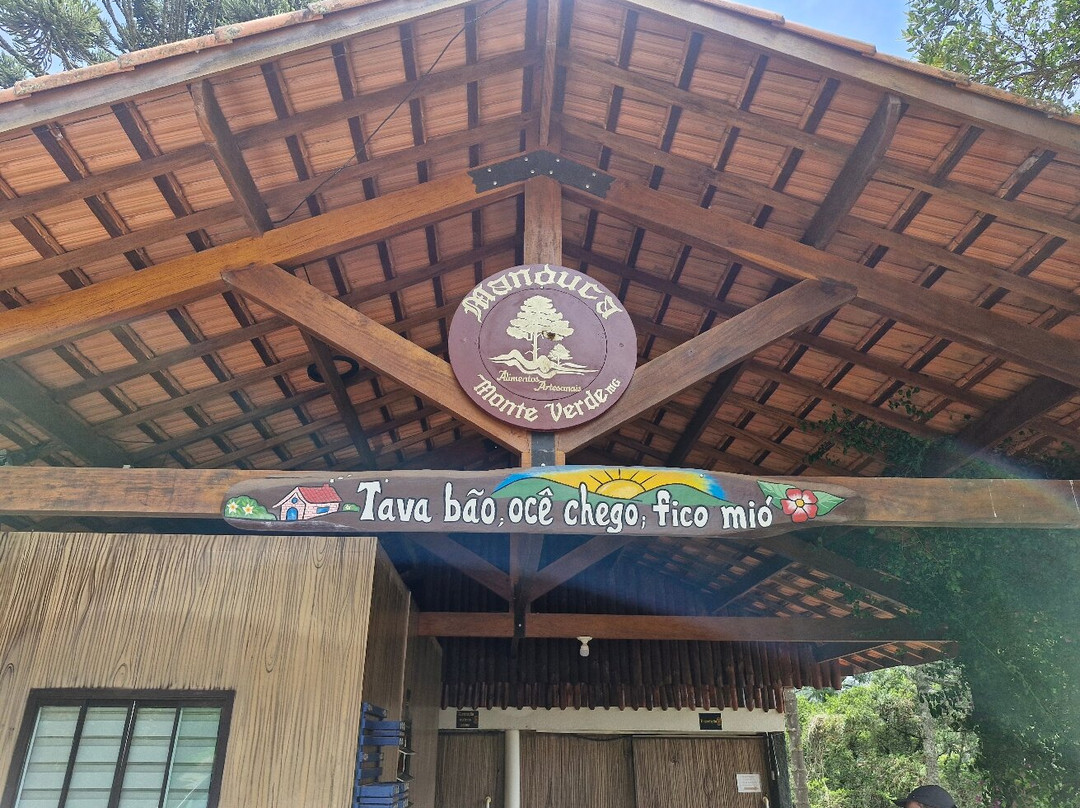 Manduca
Alimentos
Artesanais
Monte Verde MG
Tava bão, ocê chego, fico mió